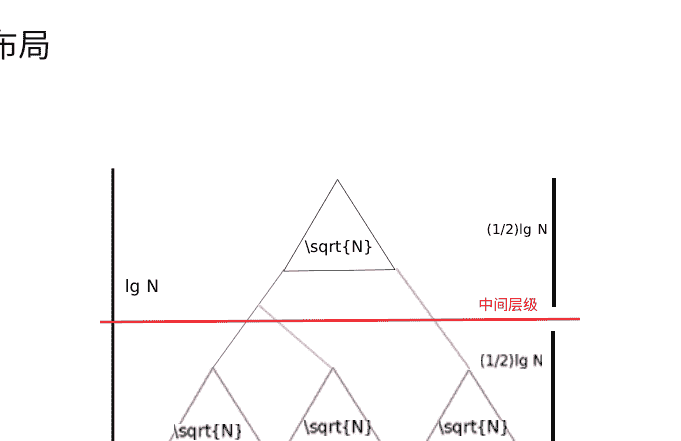 布局
(1/2)lg N
\sqrt{N}
lg N
中间层级
(1/2)lg N
\sqrt{N}
\sqrt{N}
\sqrt{N}